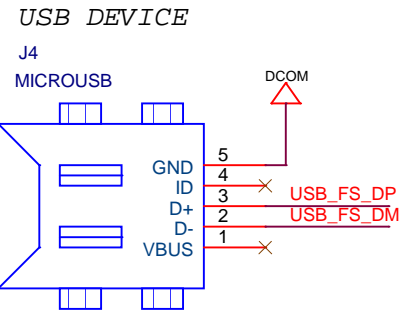 USB DEVICE
J4
MICROUSB
DCOM
GND 5
ID 4
D+ 3 USB_FS_DP
D- 2 USB_FS_DM
VBUS 1